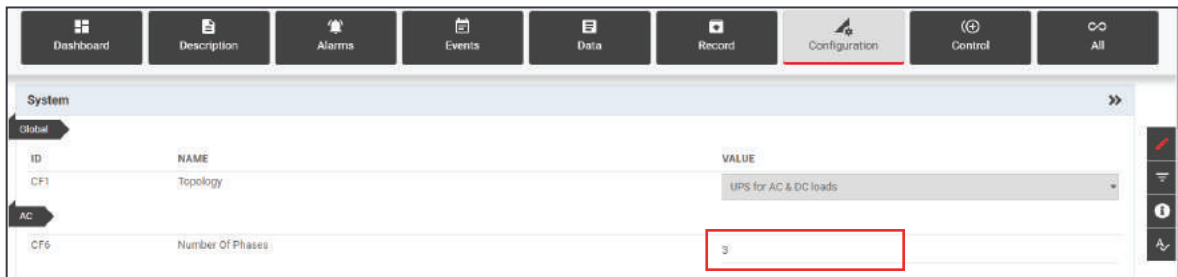 Dashboard Description Alarms Events Data Record Configuration Control All
System
Global
ID NAME VALUE
CF1 Topology UPS for AC & DC loads
AC
CF6 Number Of Phases 3